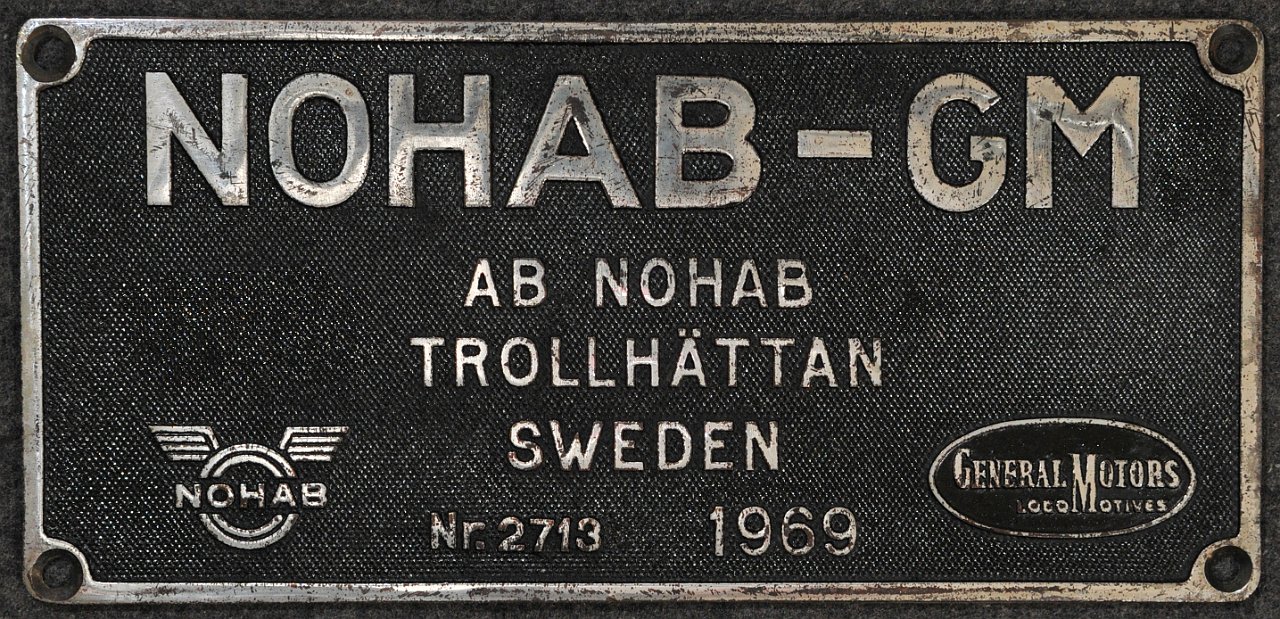 NOHAB-GM
AB NOHAB
TROLLHÄTTAN
SWEDEN
NOHAB
Nr. 2713 1969
GENERAL MOTORS
LOCOMOTIVES